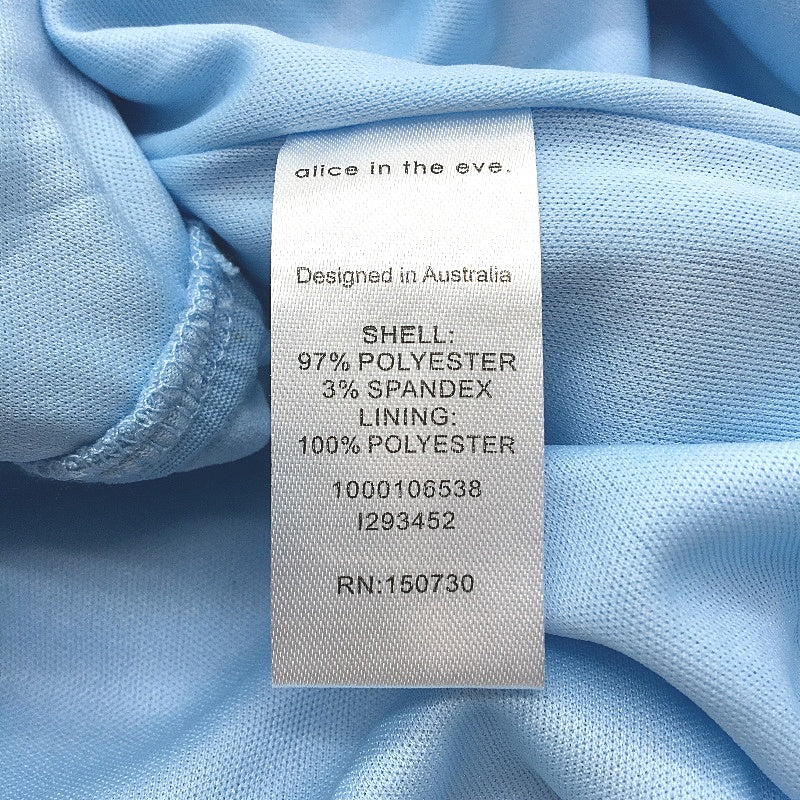 alice in the eve.
Designed in Australia
SHELL:
97% POLYESTER
3% SPANDEX
LINING:
100% POLYESTER
1000106538
I293452
RN:150730